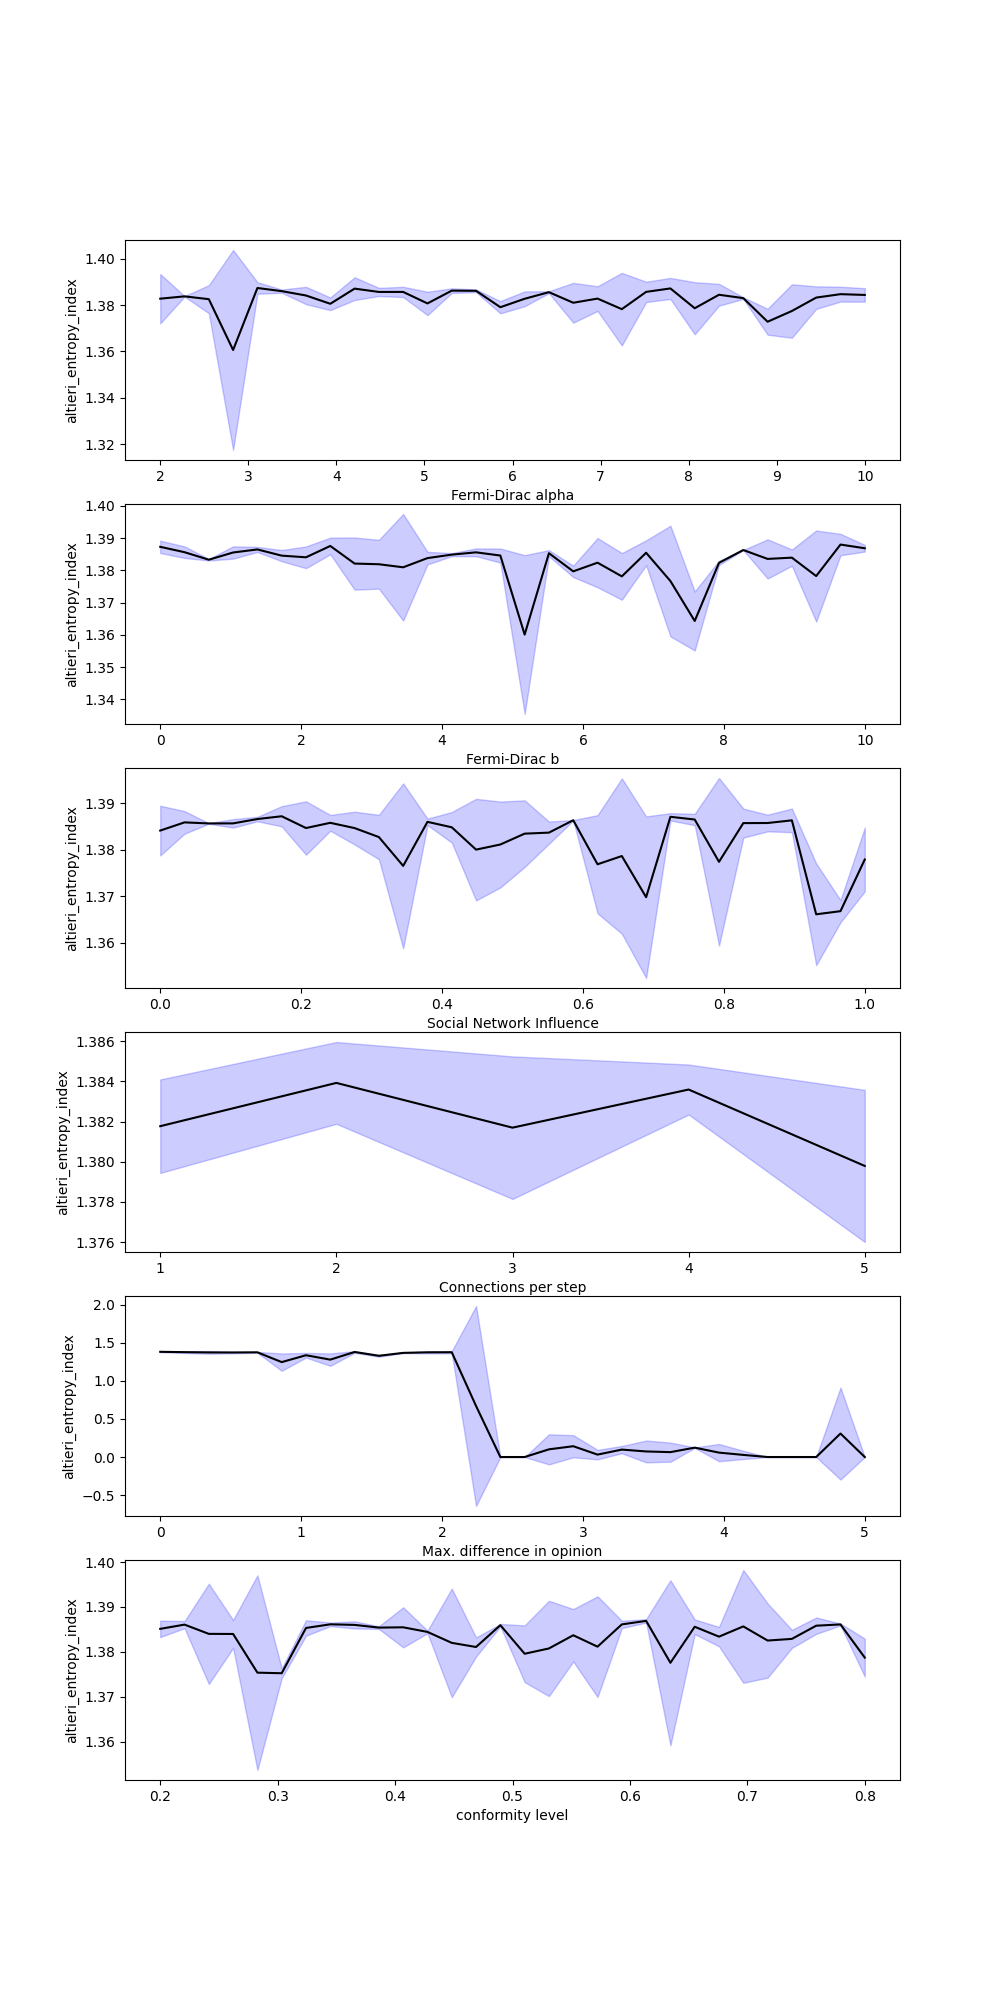 1.40
1.38
1.36
1.34
1.32
altieri_entropy_index
2 3 4 5 6 7 8 9 10
Fermi-Dirac alpha
1.40
1.39
1.38
1.37
1.36
1.35
1.34
altieri_entropy_index
0 2 4 6 8 10
Fermi-Dirac b
1.39
1.38
1.37
1.36
altieri_entropy_index
0.0 0.2 0.4 0.6 0.8 1.0
Social Network Influence
1.386
1.384
1.382
1.380
1.378
1.376
altieri_entropy_index
1 2 3 4 5
Connections per step
2.0
1.5
1.0
0.5
0.0
−0.5
altieri_entropy_index
0 1 2 3 4 5
Max. difference in opinion
1.40
1.39
1.38
1.37
1.36
altieri_entropy_index
0.2 0.3 0.4 0.5 0.6 0.7 0.8
conformity level